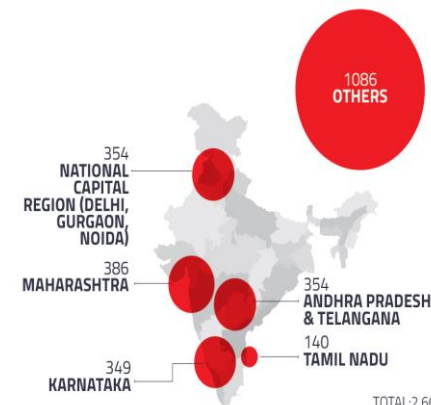 1086
OTHERS
354
NATIONAL
CAPITAL
REGION (DELHI,
GURGAON,
NOIDA)
386
MAHARASHTRA
354
ANDHRA PRADESH
& TELANGANA
140
TAMIL NADU
349
KARNATAKA